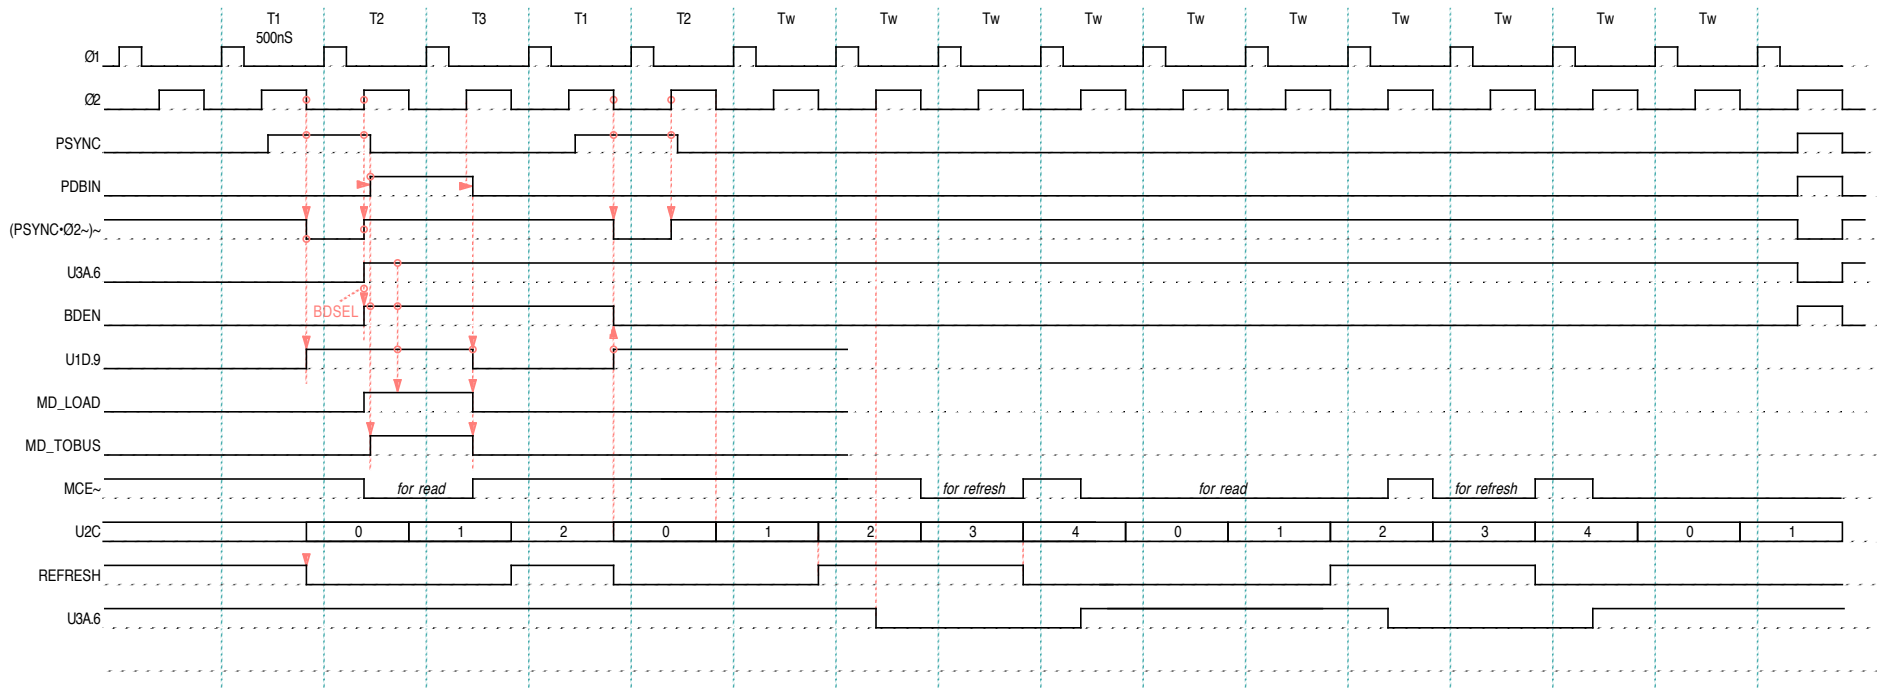 T1 T2 T3 T1 T2 Tw Tw Tw Tw Tw Tw Tw Tw Tw Tw
500nS
Ø1
Ø2
PSYNC
PDBIN
(PSYNC•Ø2~)~
U3A.6
BDSEL
BDEN
U1D.9
MD_LOAD
MD_TOBUS
MCE~ for read for refresh for read for refresh
U2C 0 1 2 0 1 2 3 4 0 1 2 3 4 0 1
REFRESH
U3A.6